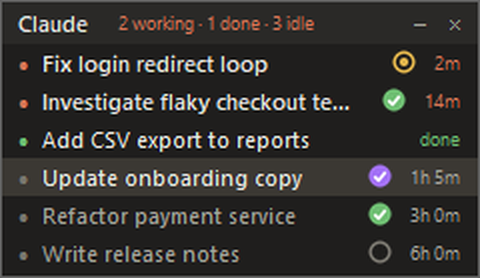 Claude 2 working · 1 done · 3 idle
Fix login redirect loop 2m
Investigate flaky checkout te... 14m
Add CSV export to reports done
Update onboarding copy 1h 5m
Refactor payment service 3h 0m
Write release notes 6h 0m